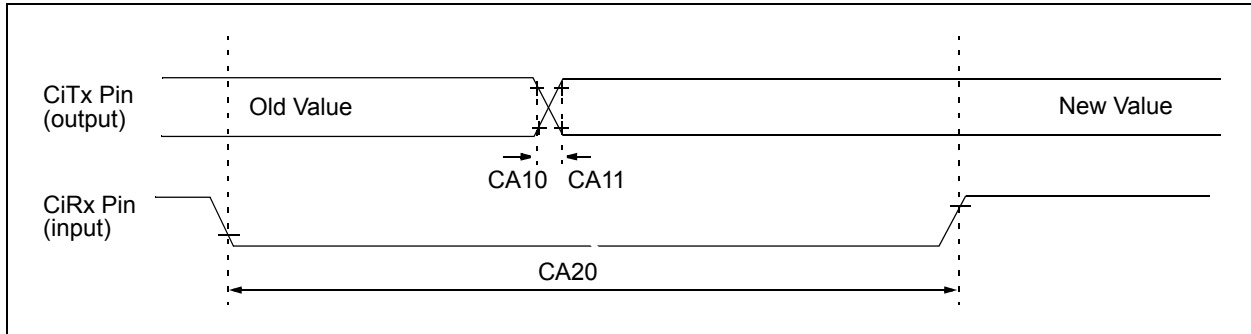 CiTx Pin
(output)
Old Value
New Value
CA10 CA11
CiRx Pin
(input)
CA20